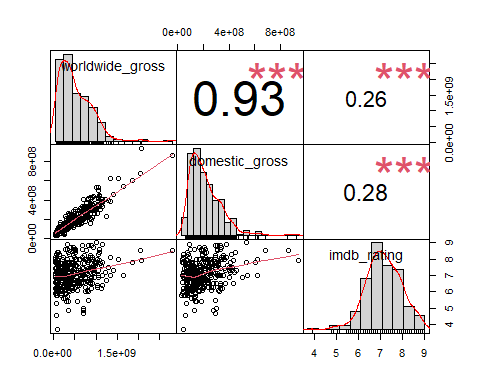 0e+00 4e+08 8e+08
worldwide_gross
***
0.93
***
0.26
0.0e+00 1.5e+09
0e+00 4e+08 8e+08
domestic_gross
***
0.28
imdb_rating
4 5 6 7 8 9
0.0e+00 1.5e+09
4 5 6 7 8 9